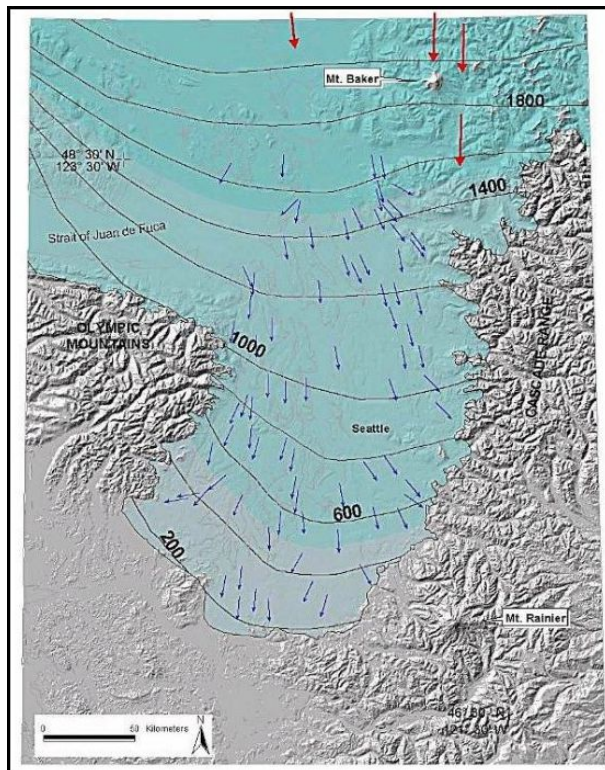 Mt. Baker
1800
48° 30' N
123° 30' W
1400
Strait of Juan de Fuca
OLYMPIC
MOUNTAINS
1000
CASCADE RANGE
Seattle
600
200
Mt. Rainier
0 50 Kilometers
N